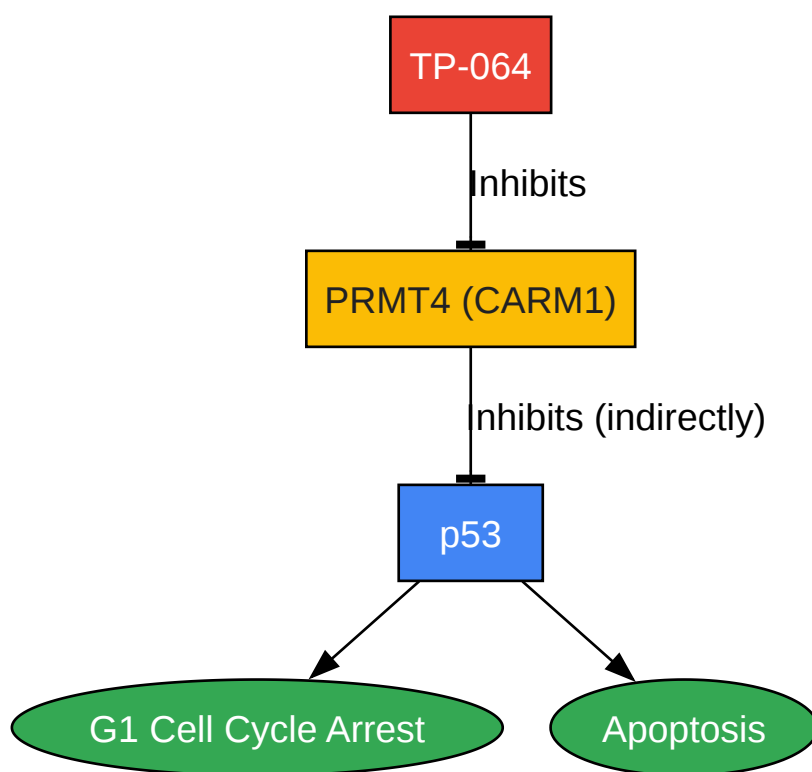 TP-064
Inhibits
PRMT4 (CARM1)
Inhibits (indirectly)
p53
G1 Cell Cycle Arrest
Apoptosis